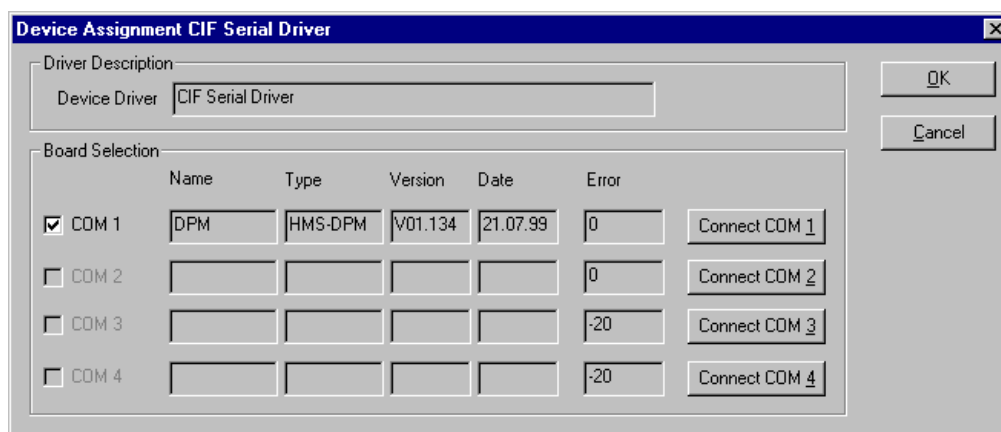 Device Assignment CIF Serial Driver
Driver Description
Device Driver CIF Serial Driver
OK
Cancel
Board Selection
Name Type Version Date Error
COM 1 DPM HMS-DPM V01.134 21.07.99 0 Connect COM 1
COM 2 0 Connect COM 2
COM 3 -20 Connect COM 3
COM 4 -20 Connect COM 4